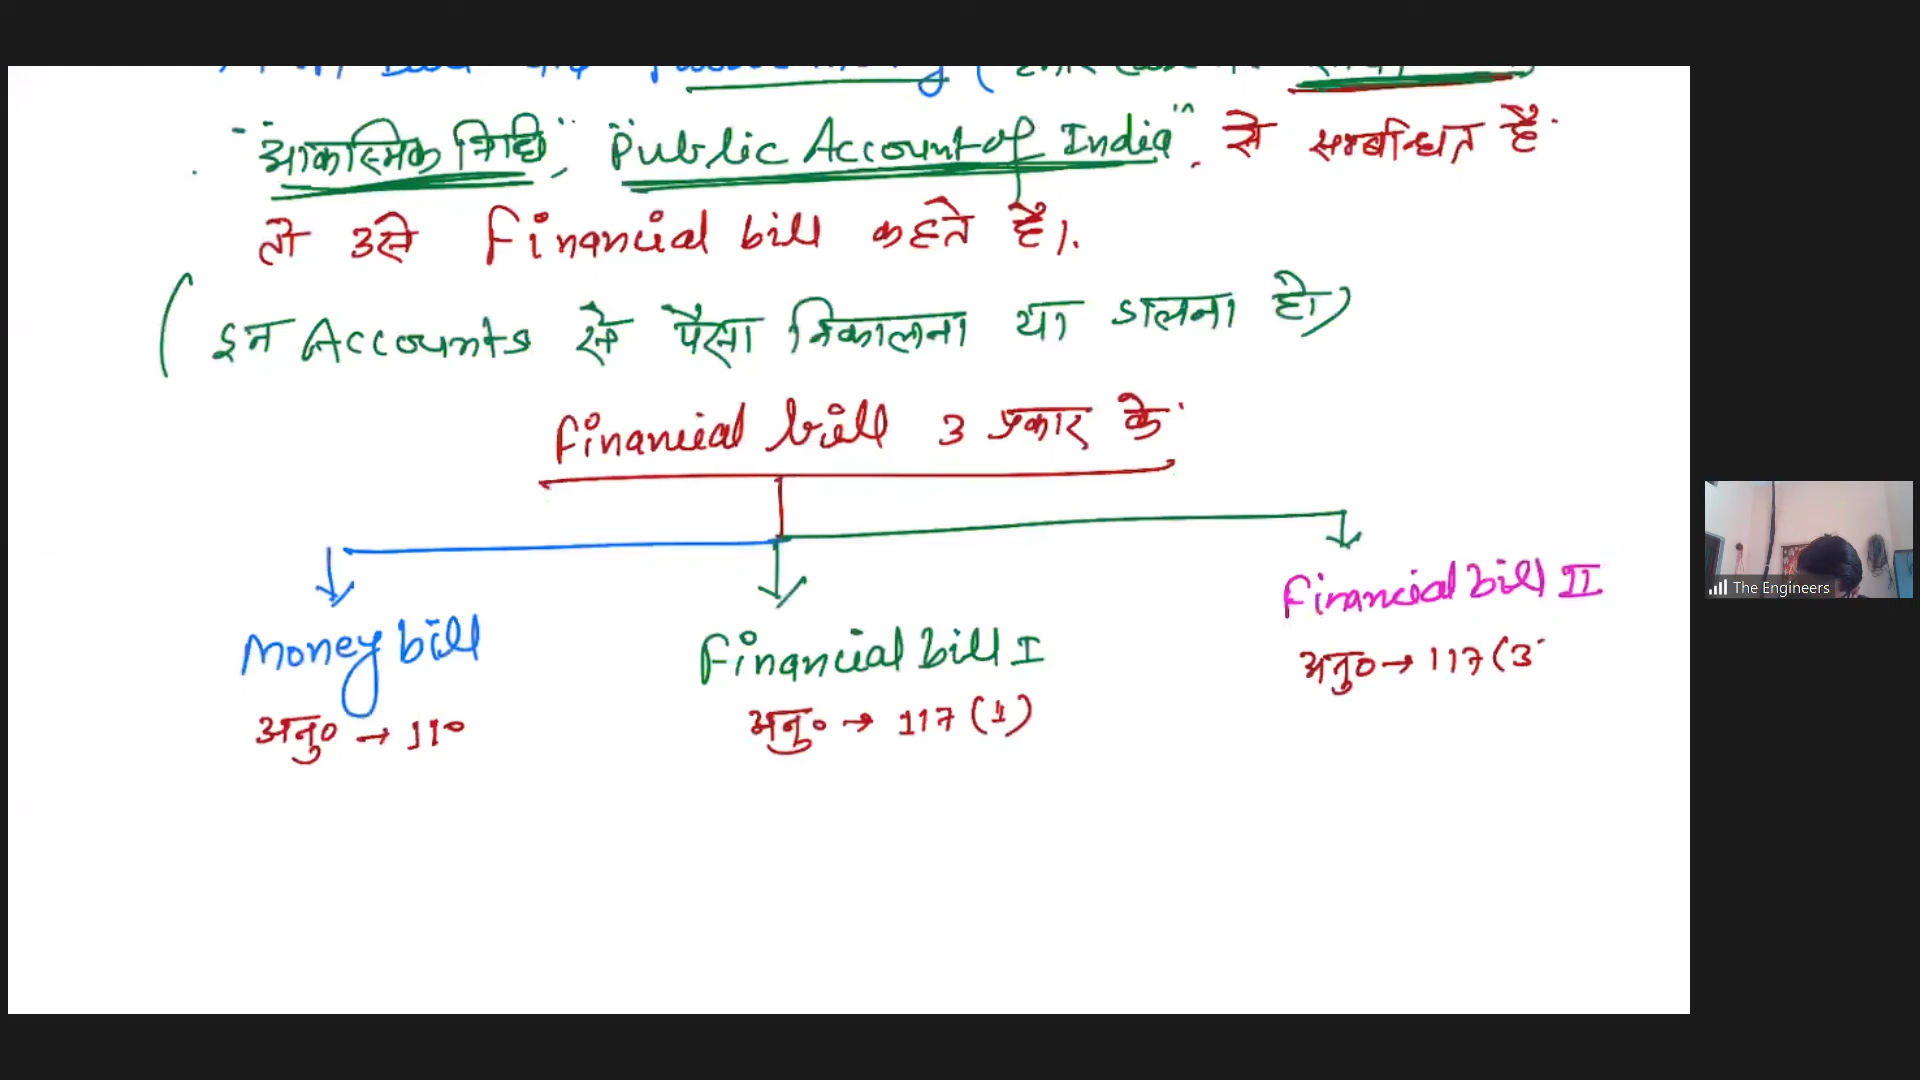 "आकस्मिक निधि", "Public Account of India" से सम्बन्धित है
तो उसे Financial bill कहते हैं।
(इन Accounts से पैसा निकालना या डालना हो)
Financial bill 3 प्रकार के
Money bill
अनु० → 110
Financial bill I
अनु० → 117 (1)
Financial bill II
अनु० → 117 (3
The Engineers